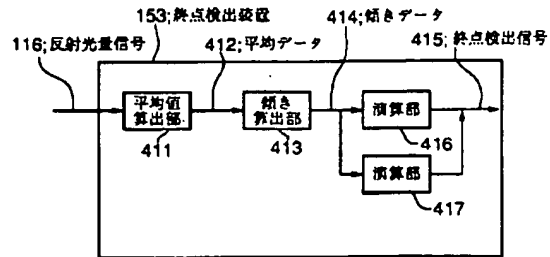 153;終点検出装置
414;傾きデータ
116;反射光量信号
412;平均データ
415;終点検出信号
平均値
算出部
411
傾き
算出部
413
演算部
416
演算部
417